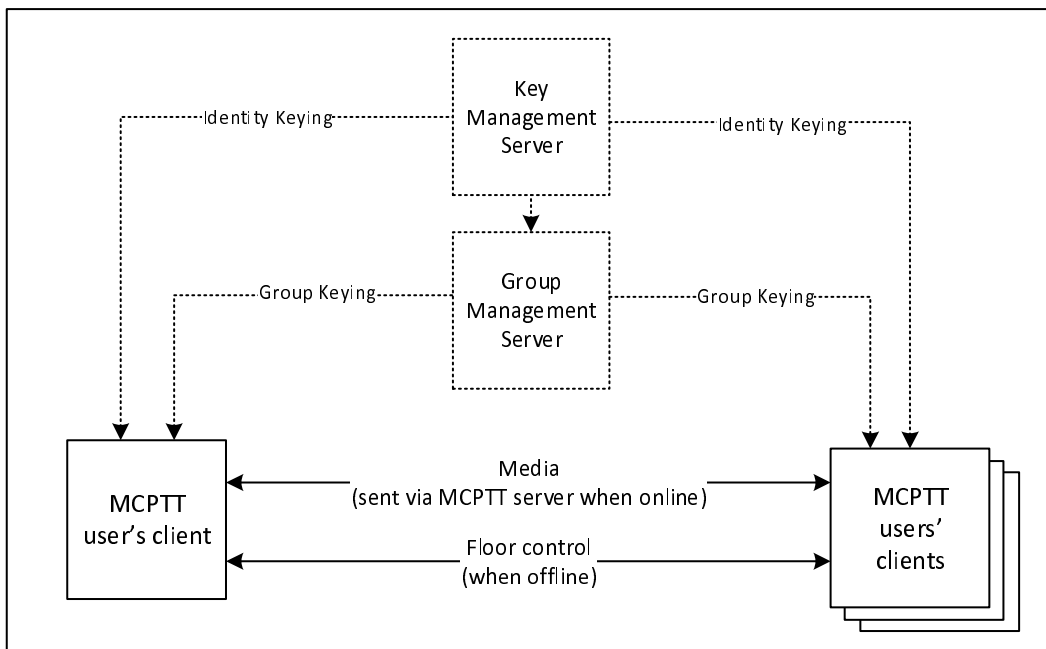 Key
Management
Server
Identity Keying
Identity Keying
Group
Management
Server
Group Keying
Group Keying
MCPTT
user's client
Media
(sent via MCPTT server when online)
Floor control
(when offline)
MCPTT
users'
clients